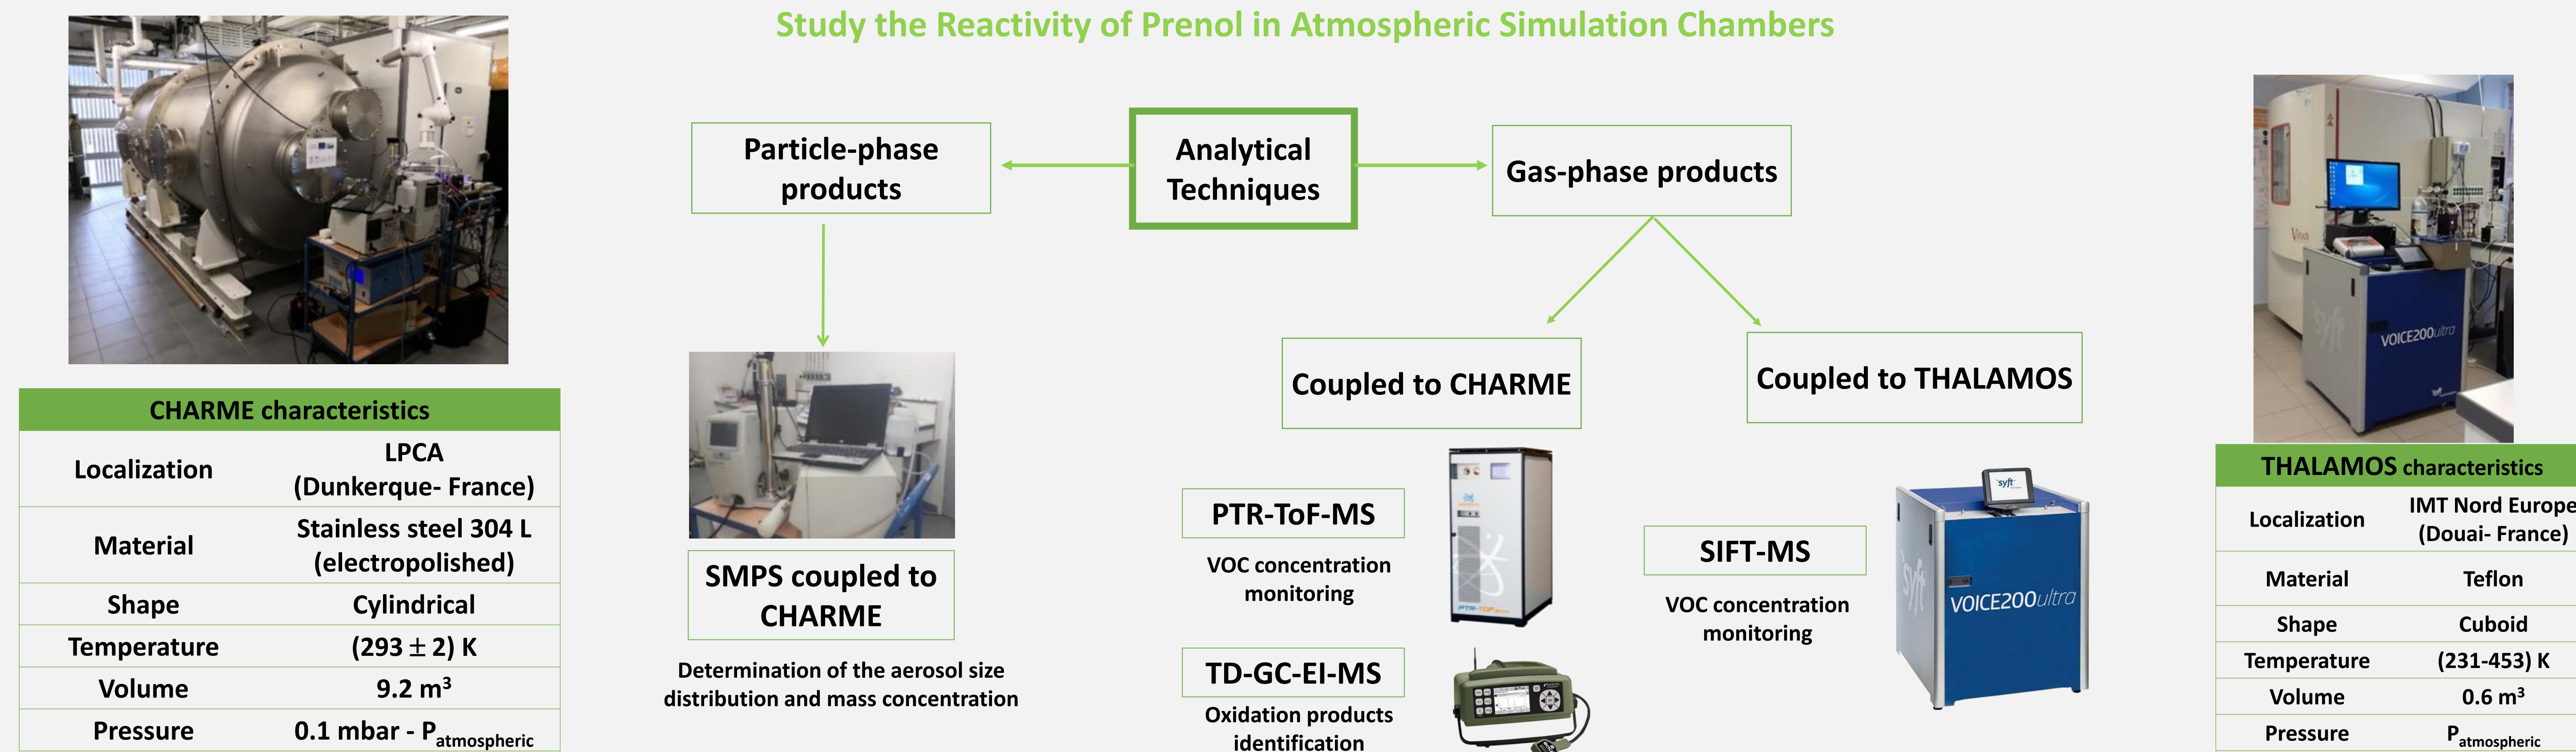 Study the Reactivity of Prenol in Atmospheric Simulation Chambers
Analytical
Techniques
Particle-phase
products
Gas-phase products
Coupled to CHARME
Coupled to THALAMOS
CHARME characteristics
Localization LPCA
(Dunkerque- France)
Material Stainless steel 304 L
(electropolished)
Shape Cylindrical
Temperature (293 ± 2) K
Volume 9.2 m³
Pressure 0.1 mbar - Patmospheric
SMPS coupled to
CHARME
Determination of the aerosol size
distribution and mass concentration
PTR-ToF-MS
VOC concentration
monitoring
PTR-TOF
TD-GC-EI-MS
Oxidation products
identification
SIFT-MS
VOC concentration
monitoring
syft
syft
VOICE200ultra
syft
VOICE200ultra
THALAMOS characteristics
Localization IMT Nord Europe
(Douai- France)
Material Teflon
Shape Cuboid
Temperature (231-453) K
Volume 0.6 m³
Pressure Patmospheric